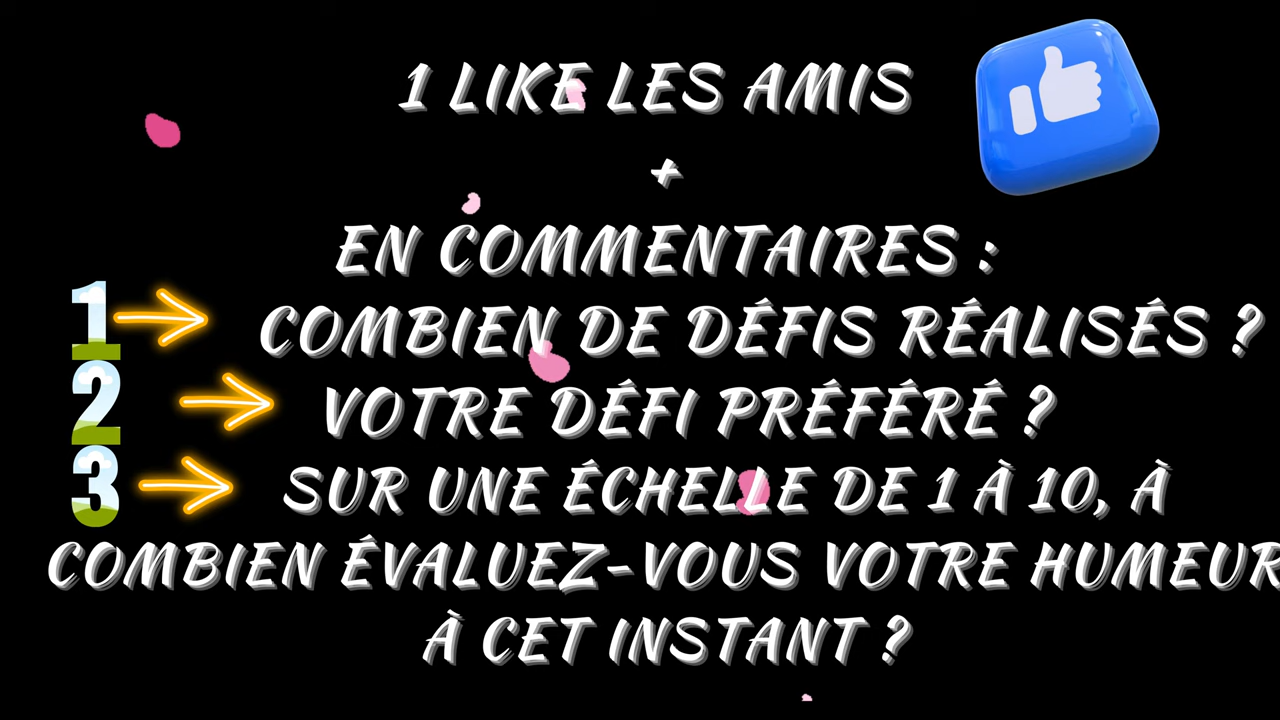 1 LIKE LES AMIS
+
EN COMMENTAIRES :
1 COMBIEN DE DÉFIS RÉALISÉS ?
2 VOTRE DÉFI PRÉFÉRÉ ?
3 SUR UNE ÉCHELLE DE 1 À 10, À
COMBIEN ÉVALUEZ-VOUS VOTRE HUMEUR
À CET INSTANT ?